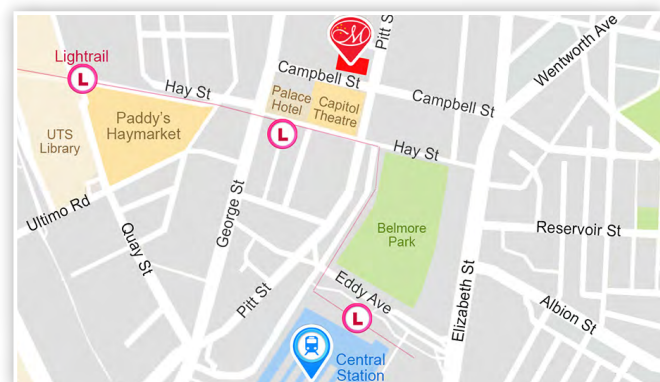 M
Pitt S
Wentworth Ave
Lightrail
L
Campbell St
Campbell St
Hay St
Palace
Hotel
Capitol
Theatre
Paddy's
Haymarket
UTS
Library
L
Hay St
Ultimo Rd
Quay St
George St
Belmore
Park
Reservoir St
Pitt St
Eddy Ave
Elizabeth St
Albion St
L
Central
Station